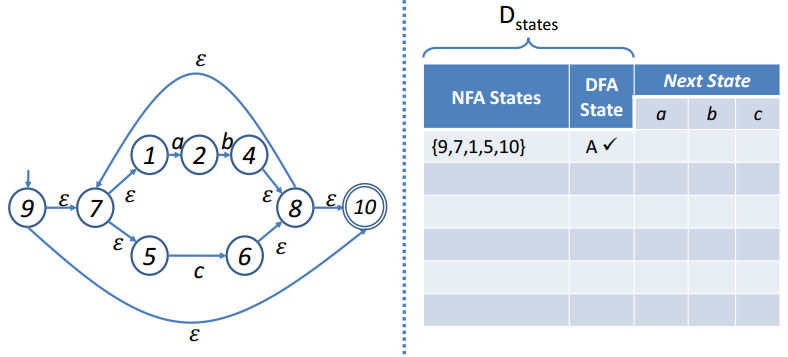 ε
1 a 2 b 4
9 ε 7 ε ε 8 ε 10
ε 5 c 6 ε
ε
Dstates
NFA States DFA State Next State
a b c
{9,7,1,5,10} A ✓